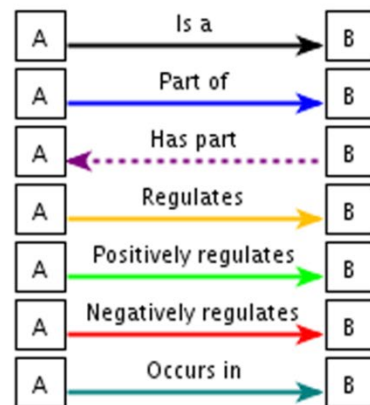 A Is a B
A Part of B
A Has part B
A Regulates B
A Positively regulates B
A Negatively regulates B
A Occurs in B